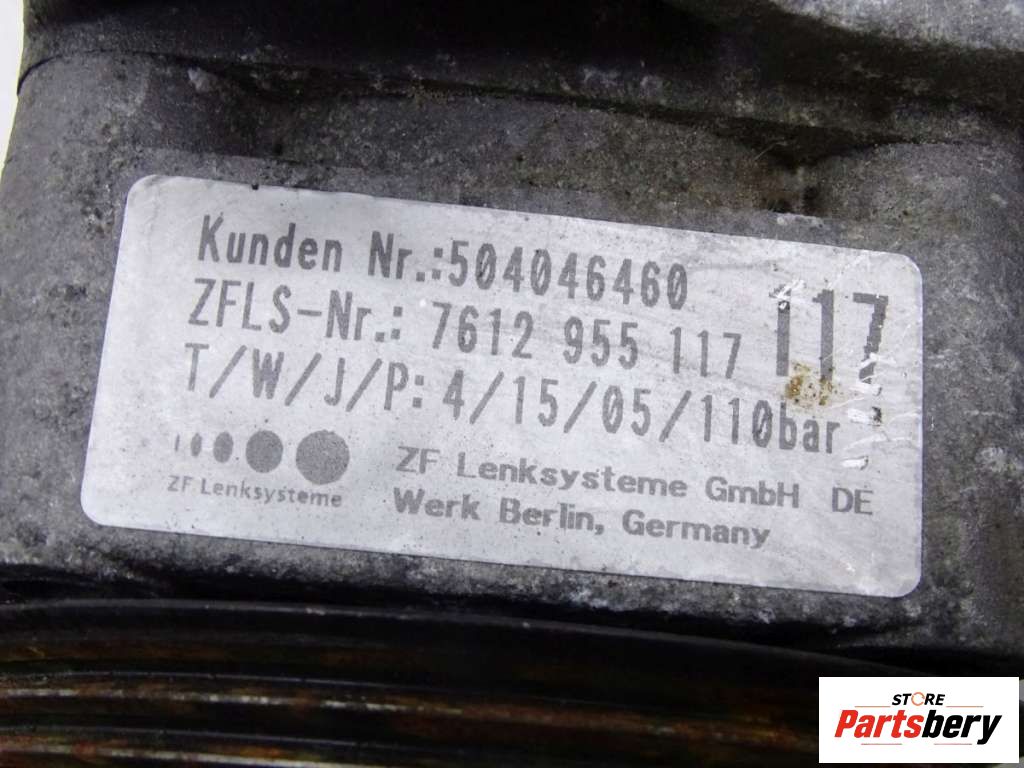 Kunden Nr.:504046460
ZFLS-Nr.: 7612 955 117 117
T/W/J/P: 4/15/05/110bar
ZF Lenksysteme
ZF Lenksysteme GmbH DE
Werk Berlin, Germany
STORE
Partsbery